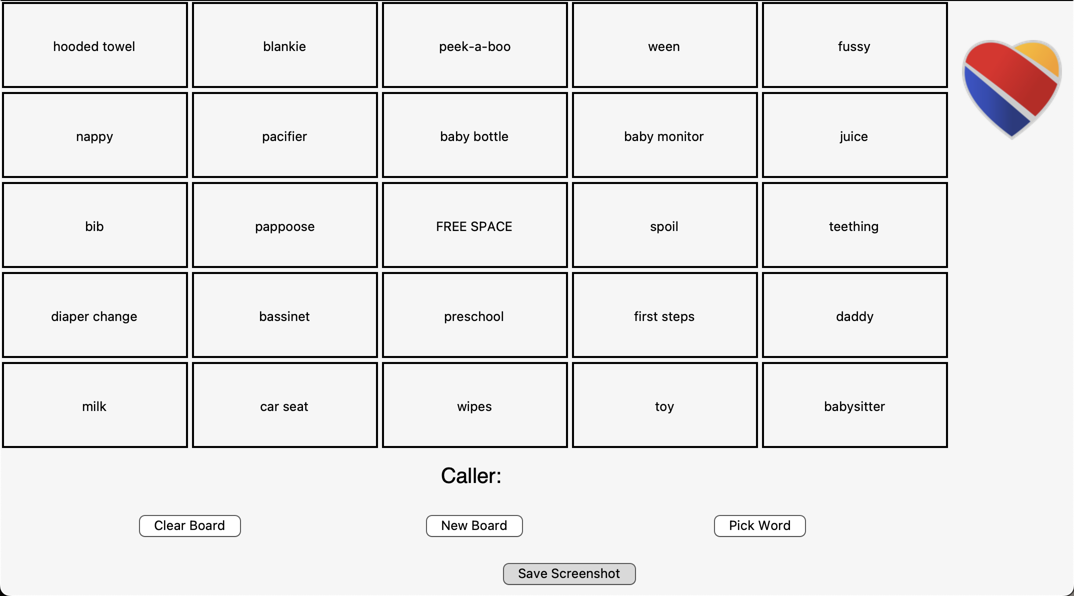 hooded towel
blankie
peek-a-boo
ween
fussy
nappy
pacifier
baby bottle
baby monitor
juice
bib
pappoose
FREE SPACE
spoil
teething
diaper change
bassinet
preschool
first steps
daddy
milk
car seat
wipes
toy
babysitter
Caller:
Clear Board
New Board
Pick Word
Save Screenshot